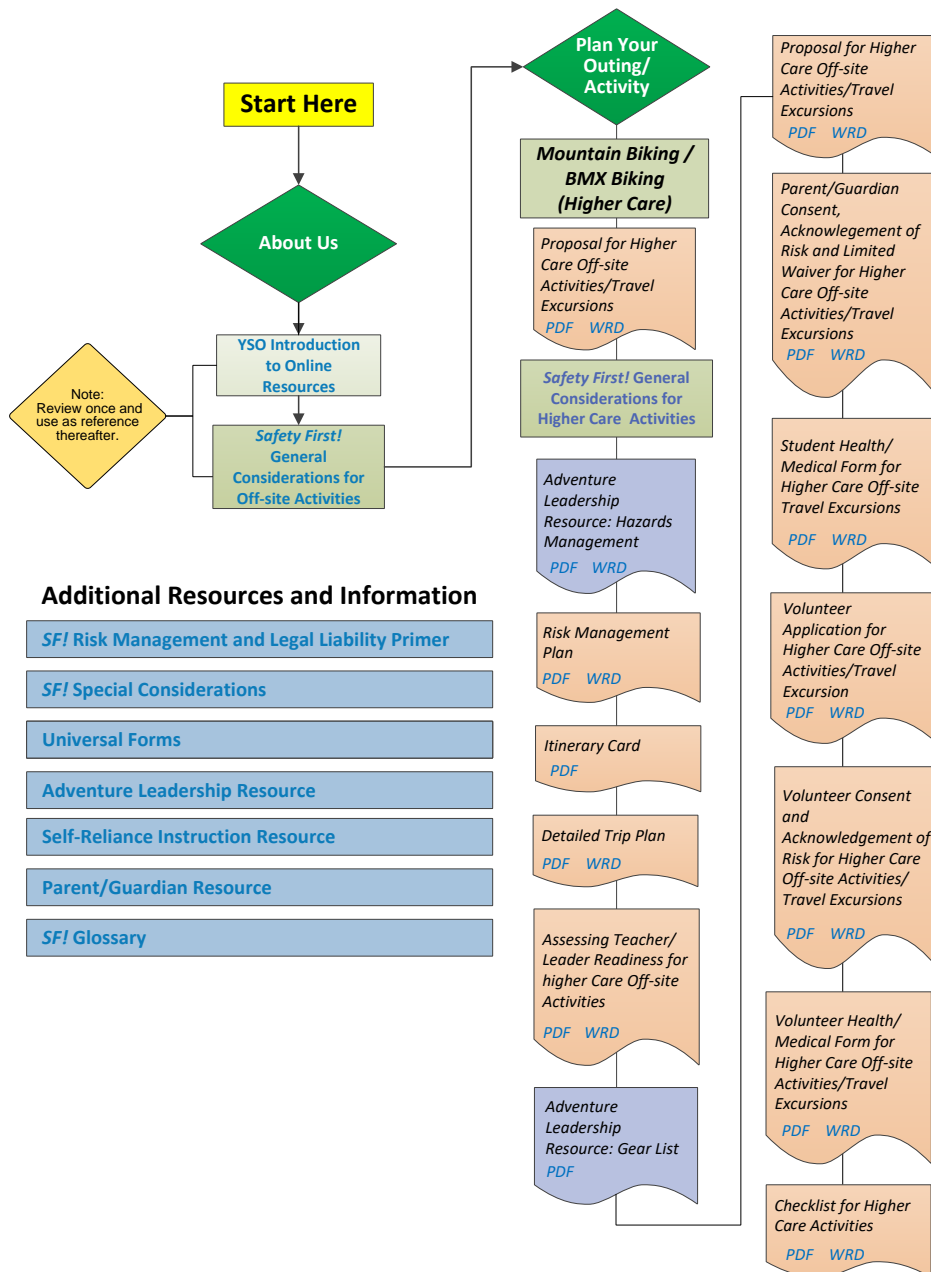 Start Here
About Us
YSO Introduction
to Online
Resources
Note:
Review once and
use as reference
thereafter.
Safety First!
General
Considerations for
Off-site Activities
Plan Your
Outing/
Activity
Mountain Biking /
BMX Biking
(Higher Care)
Proposal for Higher
Care Off-site
Activities/Travel
Excursions
PDF WRD
Safety First! General
Considerations for
Higher Care Activities
Adventure
Leadership
Resource: Hazards
Management
PDF WRD
Risk Management
Plan
PDF WRD
Itinerary Card
PDF
Detailed Trip Plan
PDF WRD
Assessing Teacher/
Leader Readiness for
higher Care Off-site
Activities
PDF WRD
Adventure
Leadership
Resource: Gear List
PDF
Proposal for Higher
Care Off-site
Activities/Travel
Excursions
PDF WRD
Parent/Guardian
Consent,
Acknowlegement of
Risk and Limited
Waiver for Higher
Care Off-site
Activities/Travel
Excursions
PDF WRD
Student Health/
Medical Form for
Higher Care Off-site
Travel Excursions
PDF WRD
Volunteer
Application for
Higher Care Off-site
Activities/Travel
Excursion
PDF WRD
Volunteer Consent
and
Acknowledgement of
Risk for Higher Care
Off-site Activities/
Travel Excursions
PDF WRD
Volunteer Health/
Medical Form for
Higher Care Off-site
Activities/Travel
Excursions
PDF WRD
Checklist for Higher
Care Activities
PDF WRD
Additional Resources and Information
SF! Risk Management and Legal Liability Primer
SF! Special Considerations
Universal Forms
Adventure Leadership Resource
Self-Reliance Instruction Resource
Parent/Guardian Resource
SF! Glossary